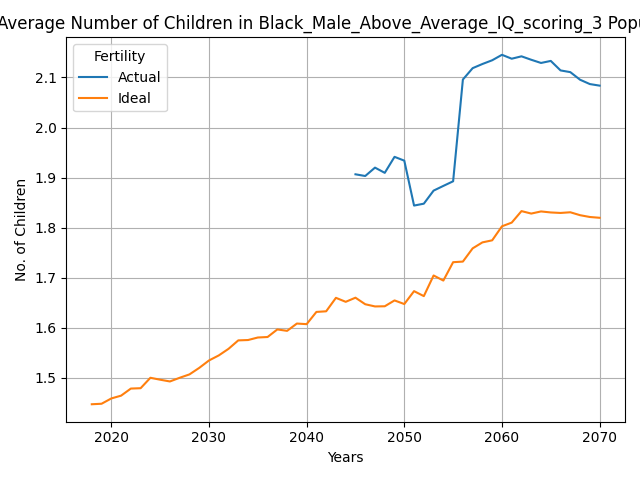 Average Number of Children in Black_Male_Above_Average_IQ_scoring_3 Popu
Fertility
Actual
Ideal
No. of Children
2.1
2.0
1.9
1.8
1.7
1.6
1.5
2020 2030 2040 2050 2060 2070
Years